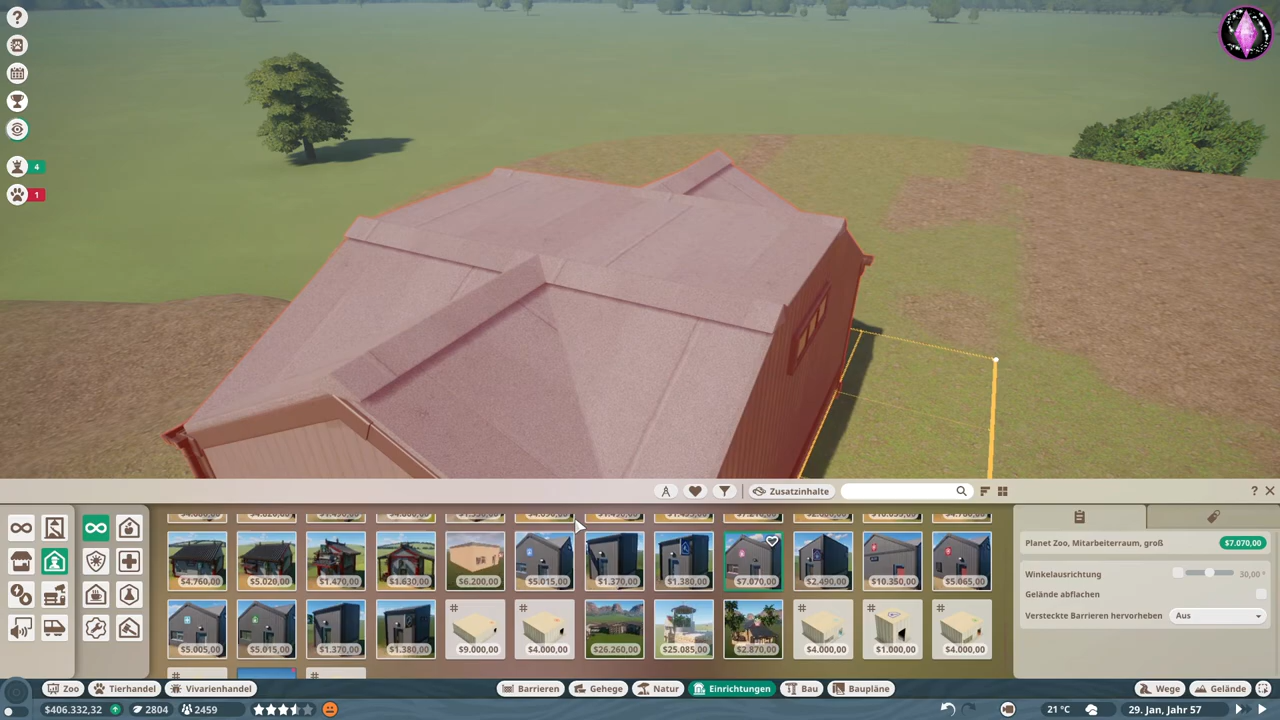 ?
4
1
Zusatzinhalte
? ×
$4.760,00 $5.020,00 $1.470,00 $1.630,00 $6.200,00 $5.015,00 $1.370,00 $1.380,00 $7.070,00 $2.490,00 $10.350,00 $5.065,00
# # # # #
$5.005,00 $5.015,00 $1.370,00 $1.380,00 $9.000,00 $4.000,00 $26.260,00 $25.085,00 $2.870,00 $4.000,00 $1.000,00 $4.000,00
# #
Planet Zoo, Mitarbeiterraum, groß $7.070,00
Winkelausrichtung 30,00 °
Gelände abflachen
Versteckte Barrieren hervorheben Aus
Zoo Tierhandel Vivarienhandel Barrieren Gehege Natur Einrichtungen Bau Baupläne Wege Gelände
$406.332,32 2804 2459 21 °C 29. Jan, Jahr 57